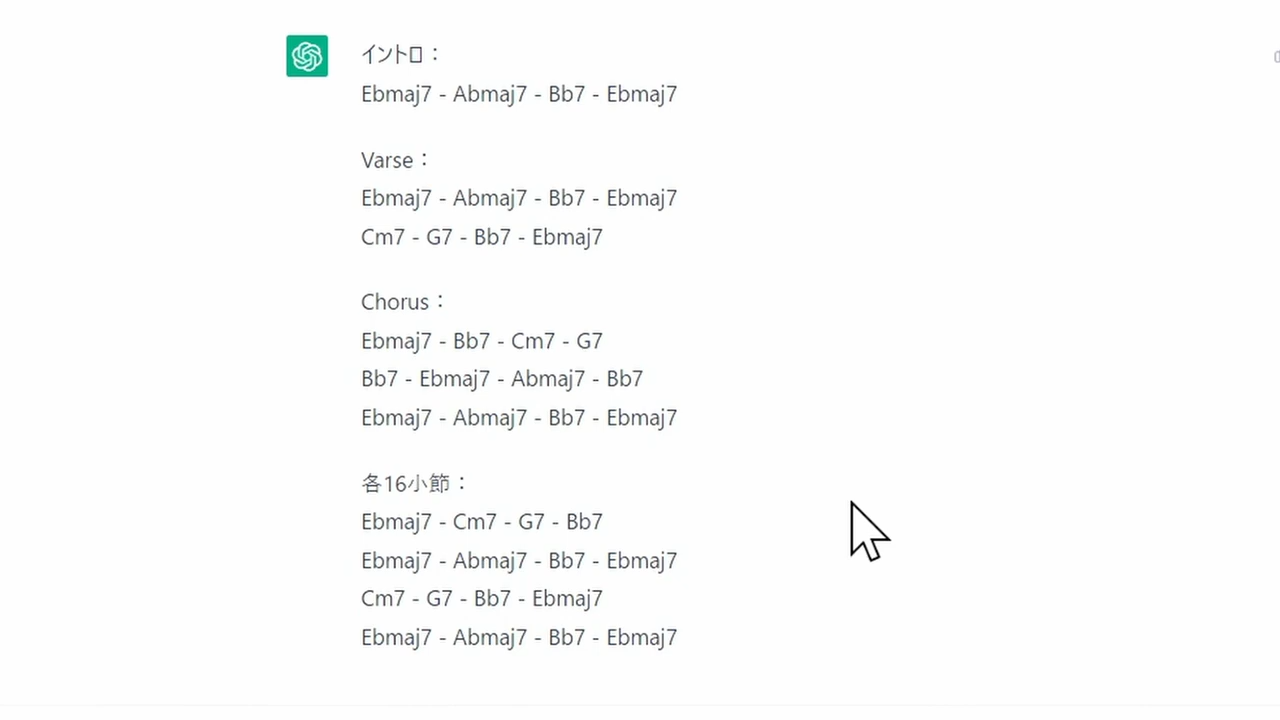 イントロ：
Ebmaj7 - Abmaj7 - Bb7 - Ebmaj7
Varse：
Ebmaj7 - Abmaj7 - Bb7 - Ebmaj7
Cm7 - G7 - Bb7 - Ebmaj7
Chorus：
Ebmaj7 - Bb7 - Cm7 - G7
Bb7 - Ebmaj7 - Abmaj7 - Bb7
Ebmaj7 - Abmaj7 - Bb7 - Ebmaj7
各16小節：
Ebmaj7 - Cm7 - G7 - Bb7
Ebmaj7 - Abmaj7 - Bb7 - Ebmaj7
Cm7 - G7 - Bb7 - Ebmaj7
Ebmaj7 - Abmaj7 - Bb7 - Ebmaj7